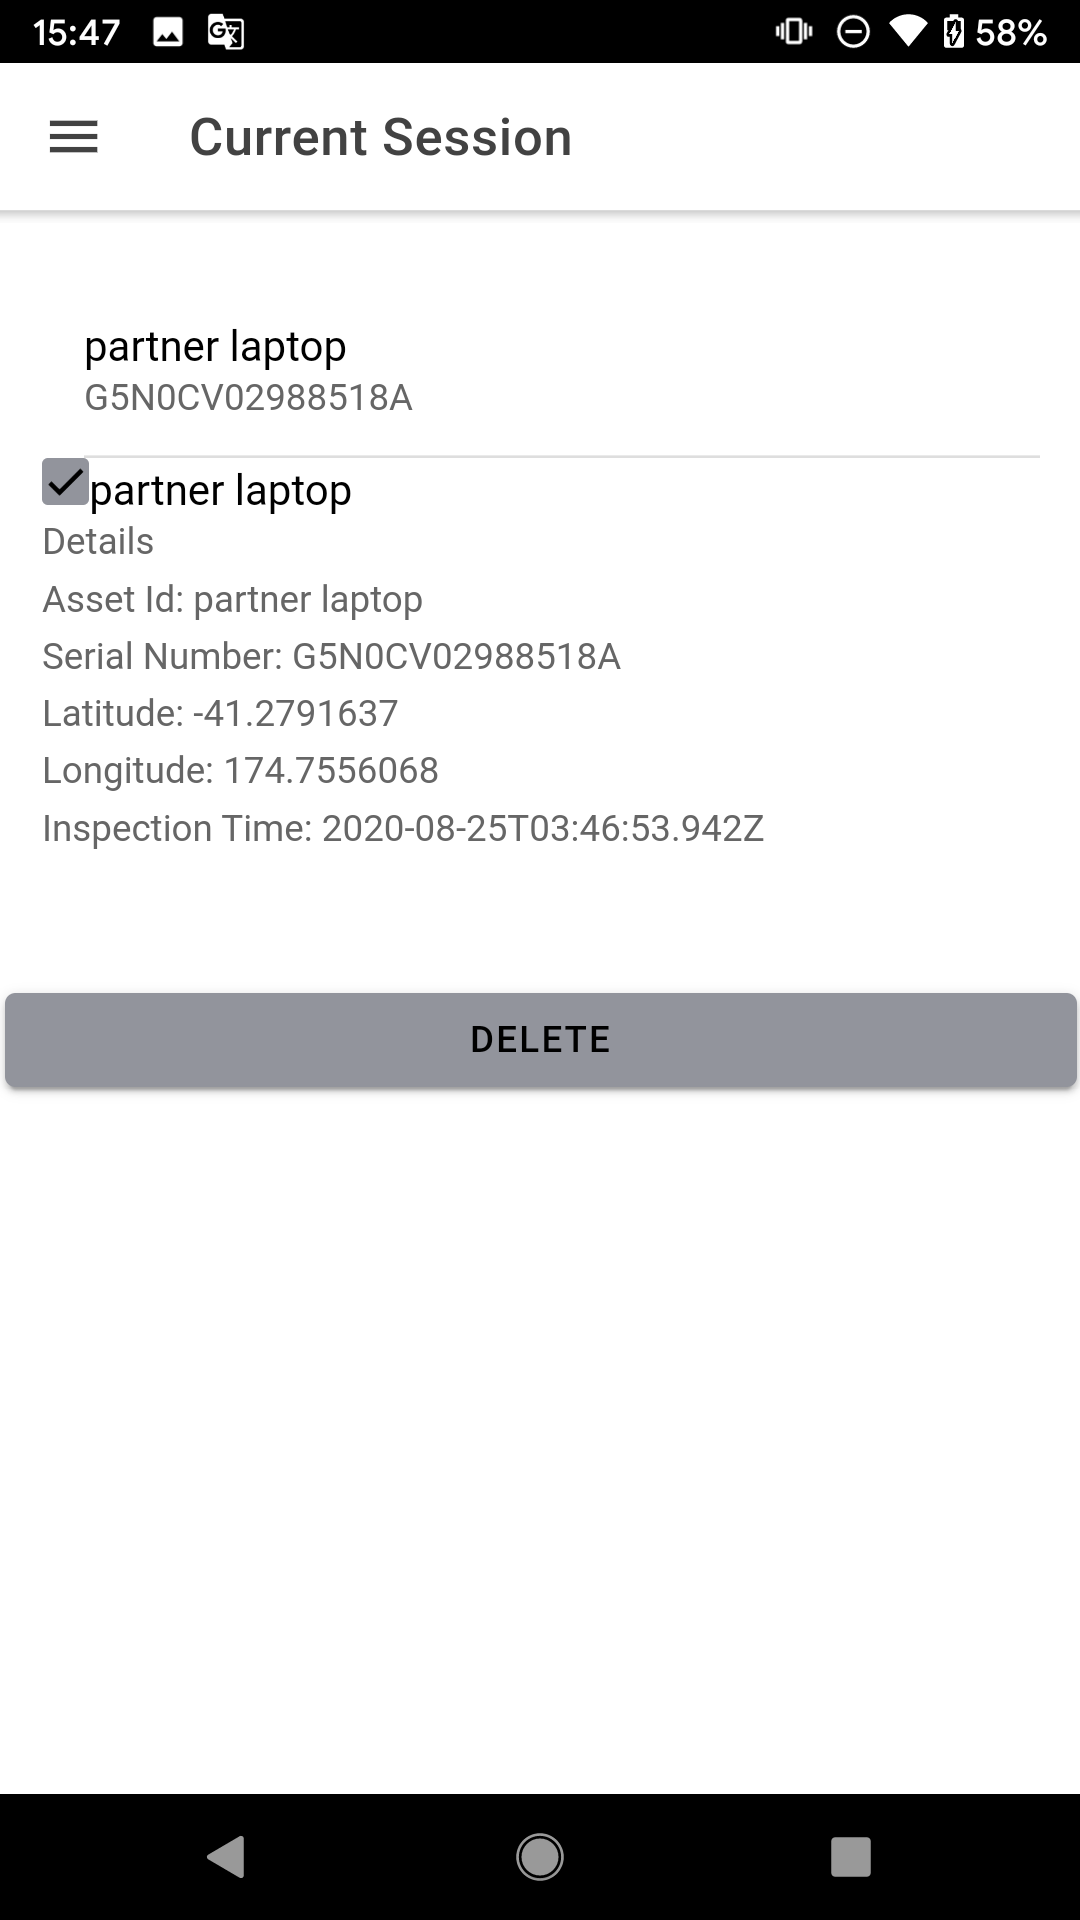 15:47 58%
Current Session
partner laptop
G5N0CV02988518A
partner laptop
Details
Asset Id: partner laptop
Serial Number: G5N0CV02988518A
Latitude: -41.2791637
Longitude: 174.7556068
Inspection Time: 2020-08-25T03:46:53.942Z
DELETE